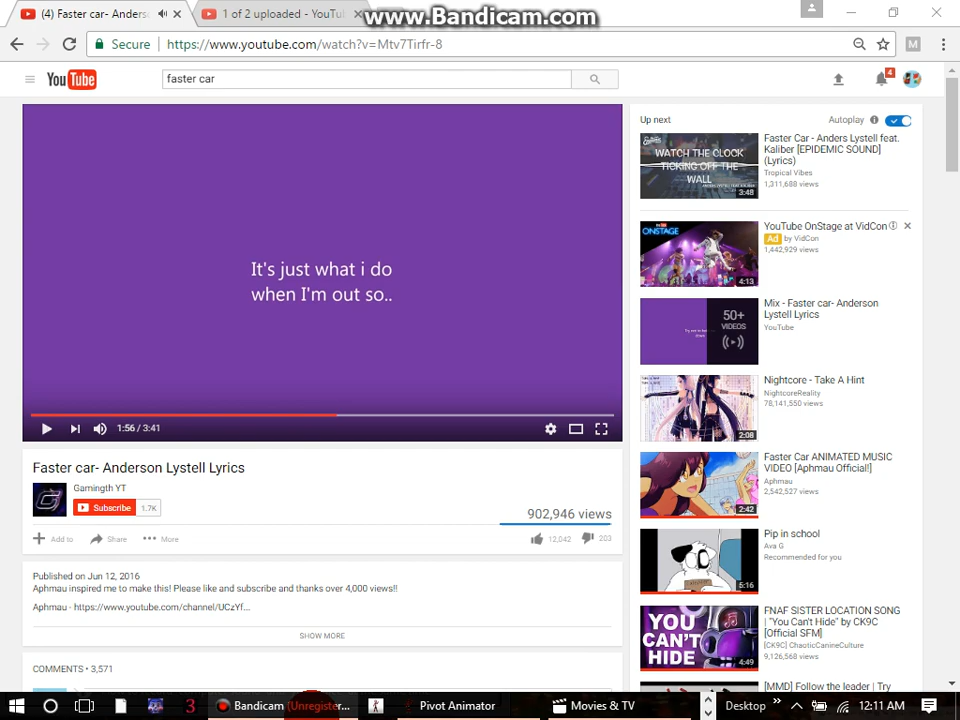 (4) Faster car- Anders
1 of 2 uploaded - YouTu
www.Bandicam.com
Secure
https://www.youtube.com/watch?v=Mtv7Tirfr-8
M
YouTube
faster car
4
It's just what i do
when I'm out so..
1:56 / 3:41
Faster car- Anderson Lystell Lyrics
Gamingth YT
Subscribe 1.7K
902,946 views
Add to Share More
12,042 203
Published on Jun 12, 2016
Aphmau inspired me to make this! Please like and subscribe and thanks over 4,000 views!!
Aphmau - https://www.youtube.com/channel/UCzYf...
SHOW MORE
COMMENTS • 3,571
Up next
Autoplay
WATCH THE CLOCK
TICKING OFF THE
WALL
3:48
Faster Car - Anders Lystell feat.
Kaliber [EPIDEMIC SOUND]
(Lyrics)
Tropical Vibes
1,311,688 views
ONSTAGE
4:13
YouTube OnStage at VidCon
Ad by VidCon
1,442,929 views
50+
VIDEOS
Mix - Faster car- Anderson
Lystell Lyrics
YouTube
2:08
Nightcore - Take A Hint
NightcoreReality
78,141,550 views
2:42
Faster Car ANIMATED MUSIC
VIDEO [Aphmau Official!]
Aphmau
2,542,527 views
5:16
Pip in school
Ava G
Recommended for you
YOU
CAN'T
HIDE
4:49
FNAF SISTER LOCATION SONG
| "You Can't Hide" by CK9C
[Official SFM]
[CK9C] ChaoticCanineCulture
9,126,568 views
[MMD] Follow the leader | Try
3
Bandicam (Unregister...
Pivot Animator
Movies & TV
Desktop
12:11 AM